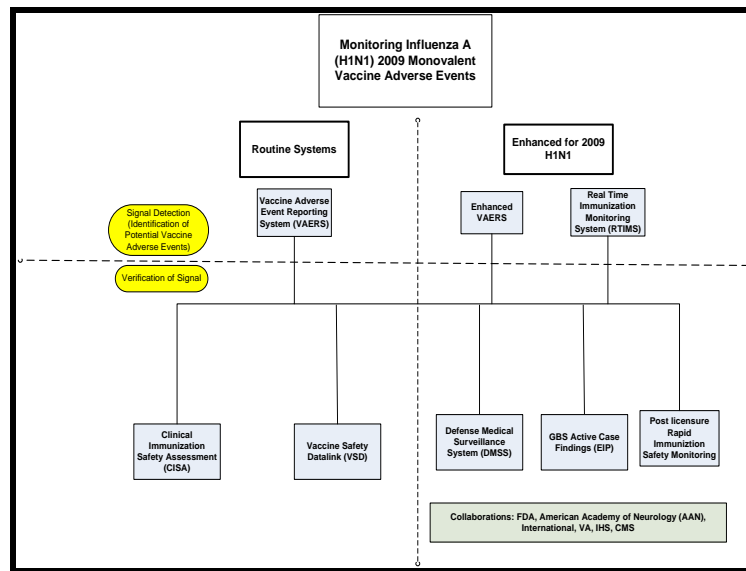 Monitoring Influenza A
(H1N1) 2009 Monovalent
Vaccine Adverse Events
Routine Systems
Enhanced for 2009
H1N1
Signal Detection
(Identification of
Potential Vaccine
Adverse Events)
Vaccine Adverse
Event Reporting
System (VAERS)
Enhanced
VAERS
Real Time
Immunization
Monitoring
System (RTIMS)
Verification of Signal
Clinical
Immunization
Safety Assessment
(CISA)
Vaccine Safety
Datalink (VSD)
Defense Medical
Surveillance
System (DMSS)
GBS Active Case
Findings (EIP)
Post licensure
Rapid
Immuniztion
Safety Monitoring
Collaborations: FDA, American Academy of Neurology (AAN),
International, VA, IHS, CMS